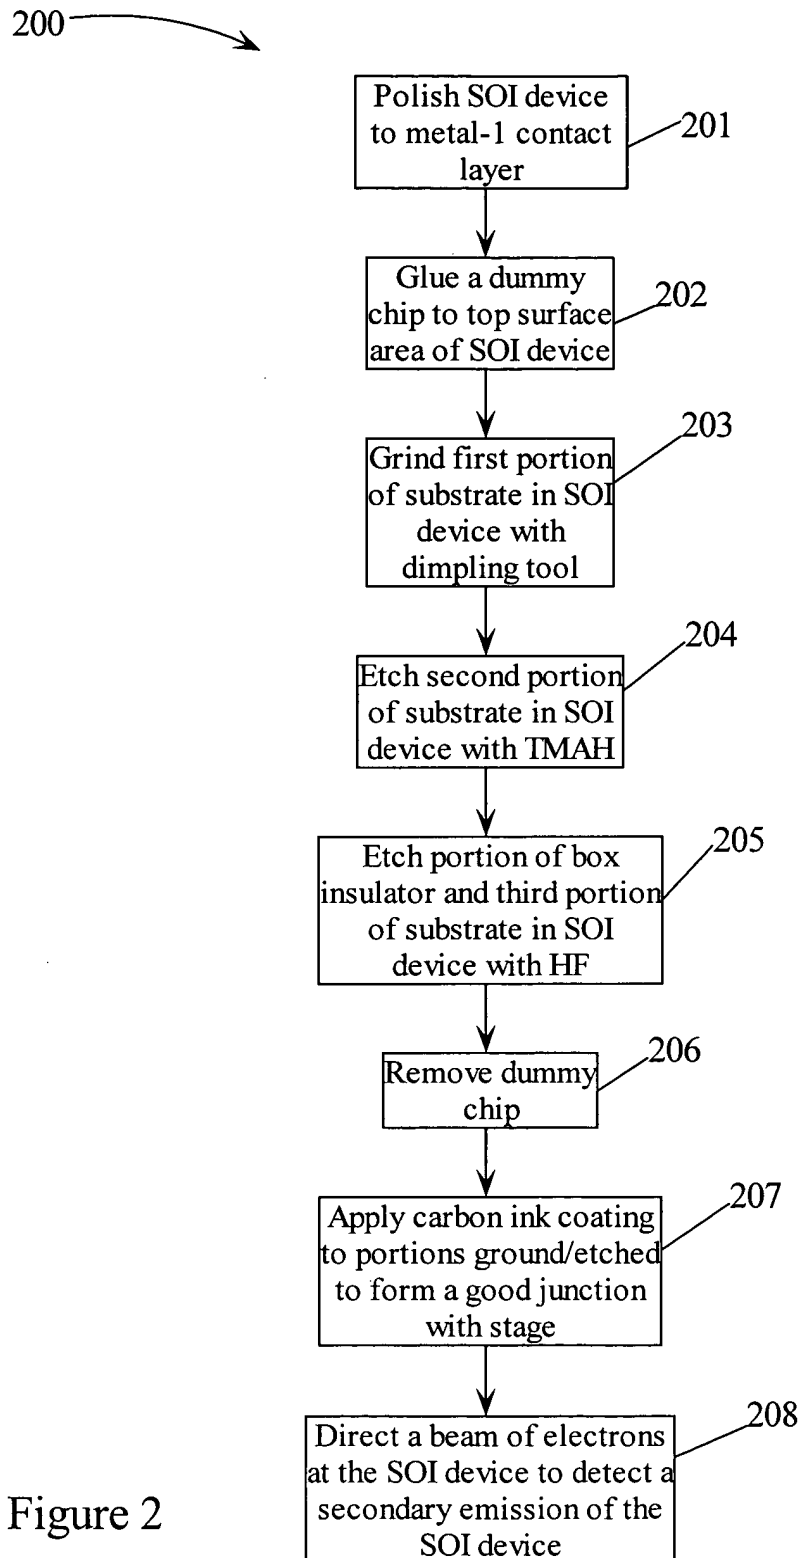 200
Polish SOI device
to metal-1 contact
layer
201
Glue a dummy
chip to top surface
area of SOI device
202
Grind first portion
of substrate in SOI
device with
dimpling tool
203
Etch second portion
of substrate in SOI
device with TMAH
204
Etch portion of box
insulator and third portion
of substrate in SOI
device with HF
205
Remove dummy
chip
206
Apply carbon ink coating
to portions ground/etched
to form a good junction
with stage
207
Direct a beam of electrons
at the SOI device to detect a
secondary emission of the
SOI device
208
Figure 2